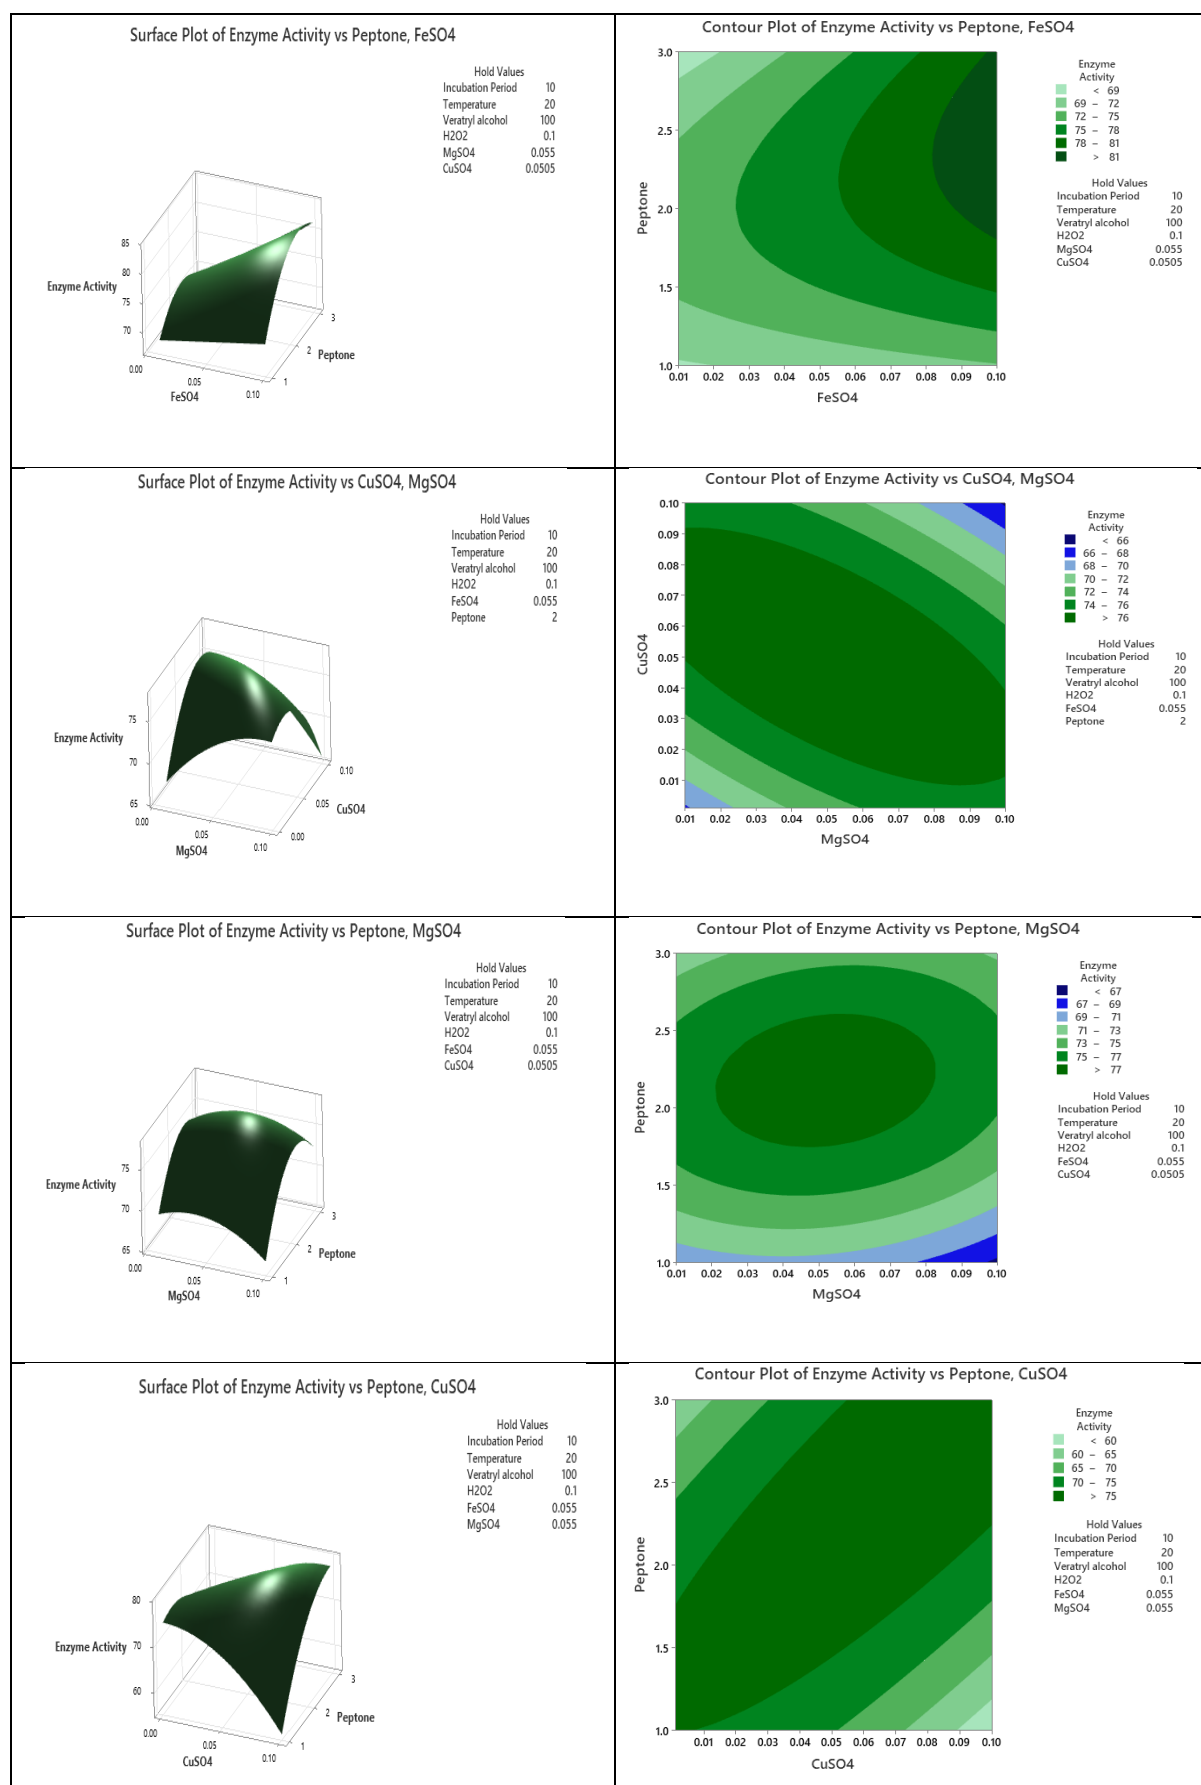 Surface Plot of Enzyme Activity vs Peptone, FeSO4
Hold Values
Incubation Period 10
Temperature 20
Veratryl alcohol 100
H2O2 0.1
MgSO4 0.055
CuSO4 0.0505
85
80
75
70
Enzyme Activity
0.00
0.05
0.10
FeSO4
1
2
3
Peptone
Contour Plot of Enzyme Activity vs Peptone, FeSO4
3.0
2.5
2.0
1.5
1.0
Peptone
0.01 0.02 0.03 0.04 0.05 0.06 0.07 0.08 0.09 0.10
FeSO4
Enzyme
Activity
< 69
69 – 72
72 – 75
75 – 78
78 – 81
> 81
Hold Values
Incubation Period 10
Temperature 20
Veratryl alcohol 100
H2O2 0.1
MgSO4 0.055
CuSO4 0.0505
Surface Plot of Enzyme Activity vs CuSO4, MgSO4
Hold Values
Incubation Period 10
Temperature 20
Veratryl alcohol 100
H2O2 0.1
FeSO4 0.055
Peptone 2
75
70
65
Enzyme Activity
0.00
0.05
0.10
MgSO4
0.00
0.05
0.10
CuSO4
Contour Plot of Enzyme Activity vs CuSO4, MgSO4
0.10
0.09
0.08
0.07
0.06
0.05
0.04
0.03
0.02
0.01
CuSO4
0.01 0.02 0.03 0.04 0.05 0.06 0.07 0.08 0.09 0.10
MgSO4
Enzyme
Activity
< 66
66 – 68
68 – 70
70 – 72
72 – 74
74 – 76
> 76
Hold Values
Incubation Period 10
Temperature 20
Veratryl alcohol 100
H2O2 0.1
FeSO4 0.055
Peptone 2
Surface Plot of Enzyme Activity vs Peptone, MgSO4
Hold Values
Incubation Period 10
Temperature 20
Veratryl alcohol 100
H2O2 0.1
FeSO4 0.055
CuSO4 0.0505
75
70
65
Enzyme Activity
0.00
0.05
0.10
MgSO4
1
2
3
Peptone
Contour Plot of Enzyme Activity vs Peptone, MgSO4
3.0
2.5
2.0
1.5
1.0
Peptone
0.01 0.02 0.03 0.04 0.05 0.06 0.07 0.08 0.09 0.10
MgSO4
Enzyme
Activity
< 67
67 – 69
69 – 71
71 – 73
73 – 75
75 – 77
> 77
Hold Values
Incubation Period 10
Temperature 20
Veratryl alcohol 100
H2O2 0.1
FeSO4 0.055
CuSO4 0.0505
Surface Plot of Enzyme Activity vs Peptone, CuSO4
Hold Values
Incubation Period 10
Temperature 20
Veratryl alcohol 100
H2O2 0.1
FeSO4 0.055
MgSO4 0.055
80
70
60
Enzyme Activity
0.00
0.05
0.10
CuSO4
1
2
3
Peptone
Contour Plot of Enzyme Activity vs Peptone, CuSO4
3.0
2.5
2.0
1.5
1.0
Peptone
0.01 0.02 0.03 0.04 0.05 0.06 0.07 0.08 0.09 0.10
CuSO4
Enzyme
Activity
< 60
60 – 65
65 – 70
70 – 75
> 75
Hold Values
Incubation Period 10
Temperature 20
Veratryl alcohol 100
H2O2 0.1
FeSO4 0.055
MgSO4 0.055